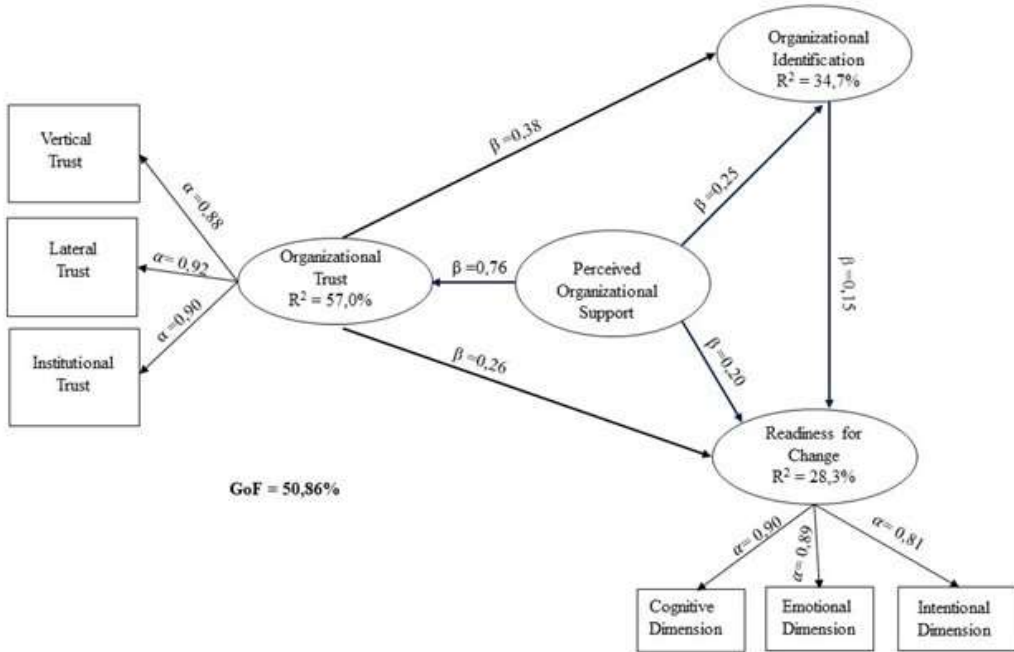 Organizational
Identification
R² = 34,7%
Vertical
Trust
β =0,38
β =0,25
α =0,88
Lateral
Trust
α= 0,92
Organizational
Trust
R² = 57,0%
β =0,76
Perceived
Organizational
Support
β =0,15
α =0,90
Institutional
Trust
β =0,26
β =0,20
Readiness for
Change
R² = 28,3%
GoF = 50,86%
α= 0,90
α= 0,89
α= 0,81
Cognitive
Dimension
Emotional
Dimension
Intentional
Dimension